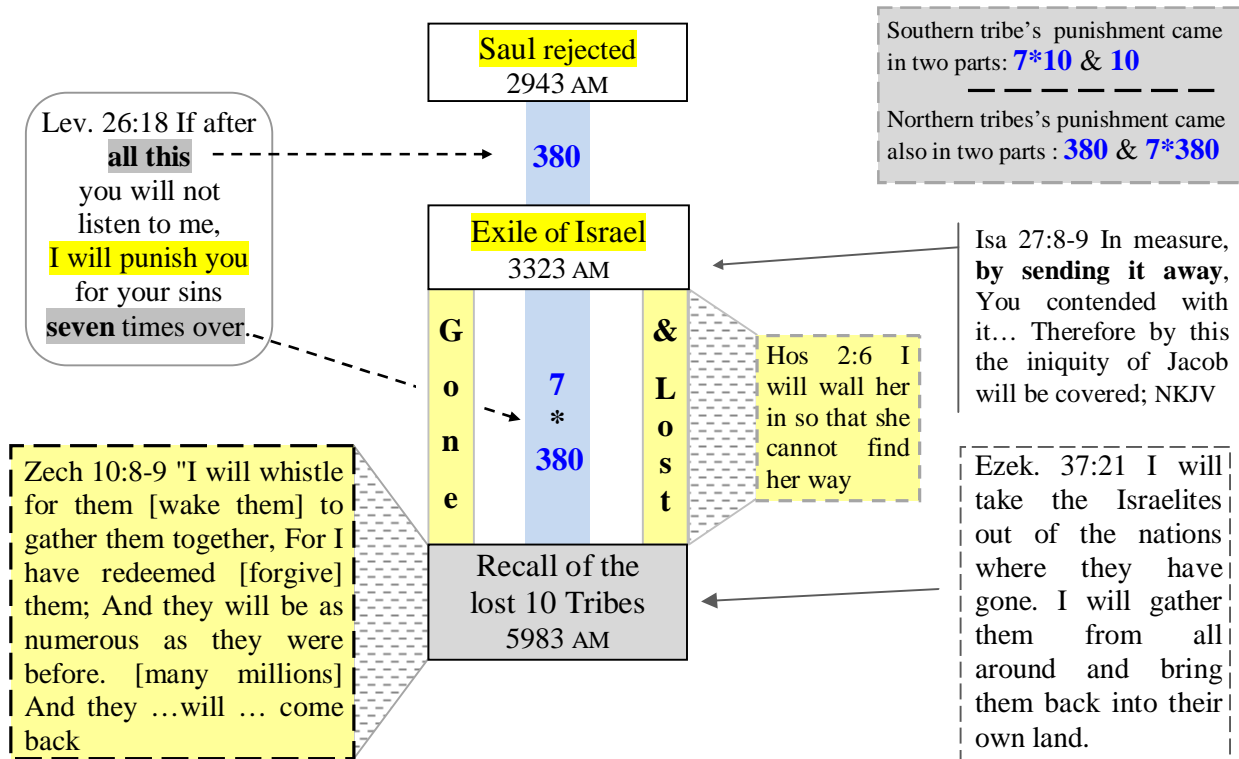 Saul rejected
2943 AM
Southern tribe's punishment came
in two parts: 7*10 & 10
Northern tribes's punishment came
also in two parts : 380 & 7*380
Lev. 26:18 If after
all this
you will not
listen to me,
I will punish you
for your sins
seven times over.
380
Exile of Israel
3323 AM
Isa 27:8-9 In measure,
by sending it away,
You contended with
it… Therefore by this
the iniquity of Jacob
will be covered; NKJV
G
o
n
e
7
*
380
&
L
o
s
t
Hos 2:6 I
will wall her
in so that she
cannot find
her way
Zech 10:8-9 "I will whistle
for them [wake them] to
gather them together, For I
have redeemed [forgive]
them; And they will be as
numerous as they were
before. [many millions]
And they …will … come
back
Recall of the
lost 10 Tribes
5983 AM
Ezek. 37:21 I will
take the Israelites
out of the nations
where they have
gone. I will gather
them from all
around and bring
them back into their
own land.